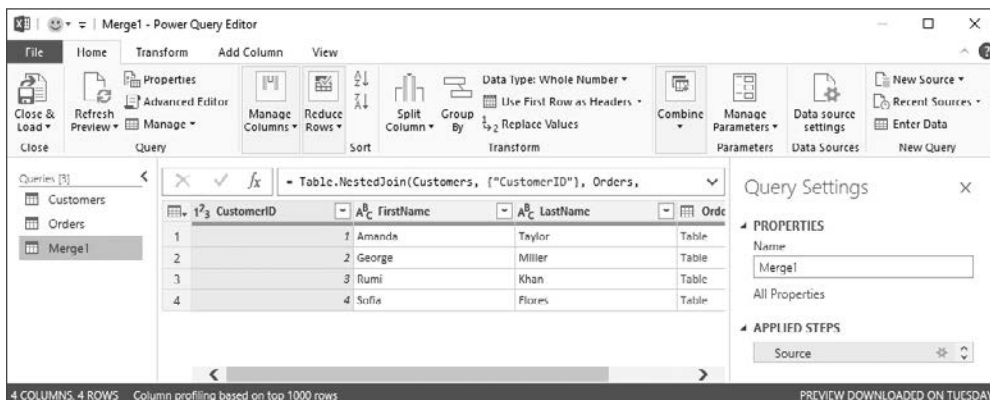 Merge1 - Power Query Editor
File Home Transform Add Column View
Close & Load
Close
Refresh Preview
Properties
Advanced Editor
Manage
Query
Manage Columns
Reduce Rows
Sort
Split Column
Group By
Data Type: Whole Number
Use First Row as Headers
Replace Values
Transform
Combine
Manage Parameters
Parameters
Data source settings
Data Sources
New Source
Recent Sources
Enter Data
New Query
Queries [3]
Customers
Orders
Merge1
fx = Table.NestedJoin(Customers, {"CustomerID"}, Orders,
1²3 CustomerID ABC FirstName ABC LastName Orde
1 1 Amanda Taylor Table
2 2 George Miller Table
3 3 Rumi Khan Table
4 4 Sofia Flores Table
Query Settings
PROPERTIES
Name
Merge1
All Properties
APPLIED STEPS
Source
4 COLUMNS, 4 ROWS Column profiling based on top 1000 rows PREVIEW DOWNLOADED ON TUESDAY